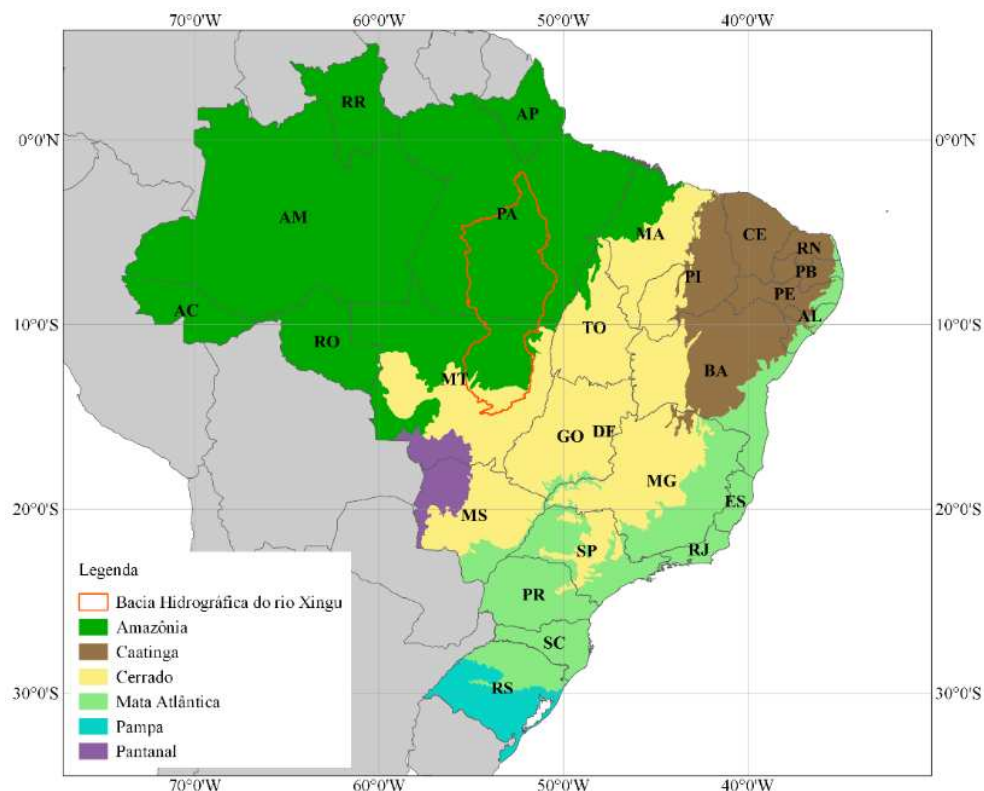 70°0'W 60°0'W 50°0'W 40°0'W
RR
AP
0°0'N 0°0'N
PA
AM
MA
CE
RN
PI
PB
PE
AC
AL
10°0'S 10°0'S
TO
RO
BA
MT
GO
DF
MG
ES
20°0'S 20°0'S
MS
SP
RJ
PR
SC
RS
30°0'S 30°0'S
Legenda
Bacia Hidrográfica do rio Xingu
Amazônia
Caatinga
Cerrado
Mata Atlântica
Pampa
Pantanal
70°0'W 60°0'W 50°0'W 40°0'W